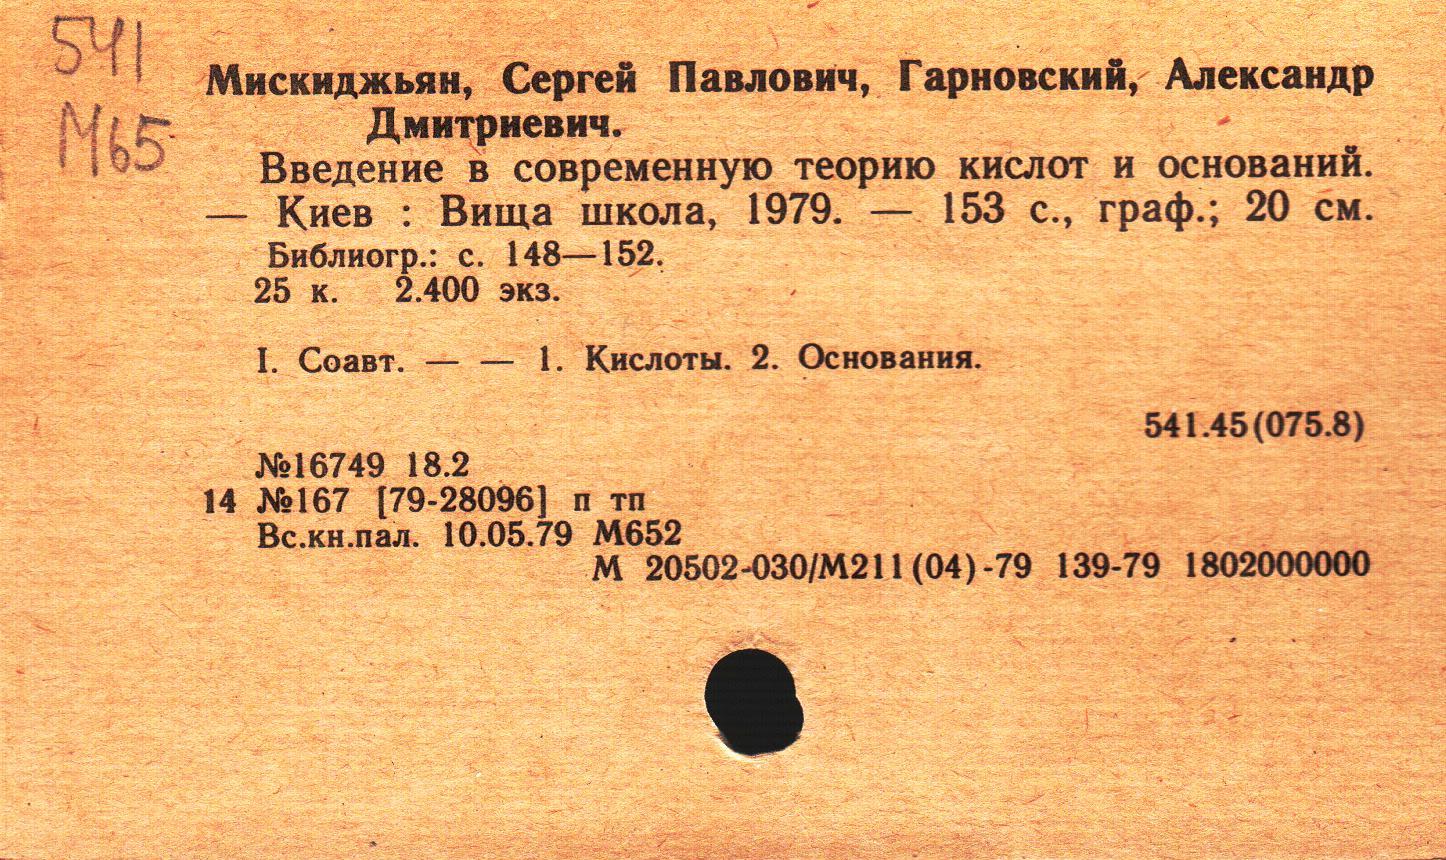 541
М65
Мискиджьян, Сергей Павлович, Гарновский, Александр
Дмитриевич.
Введение в современную теорию кислот и оснований.
— Киев : Вища школа, 1979. — 153 с., граф.; 20 см.
Библиогр.: с. 148—152.
25 к. 2.400 экз.
I. Соавт. — — 1. Кислоты. 2. Основания.
541.45(075.8)
№16749 18.2
14 №167 [79-28096] п тп
Вс.кн.пал. 10.05.79 М652
М 20502-030/М211(04)-79 139-79 1802000000